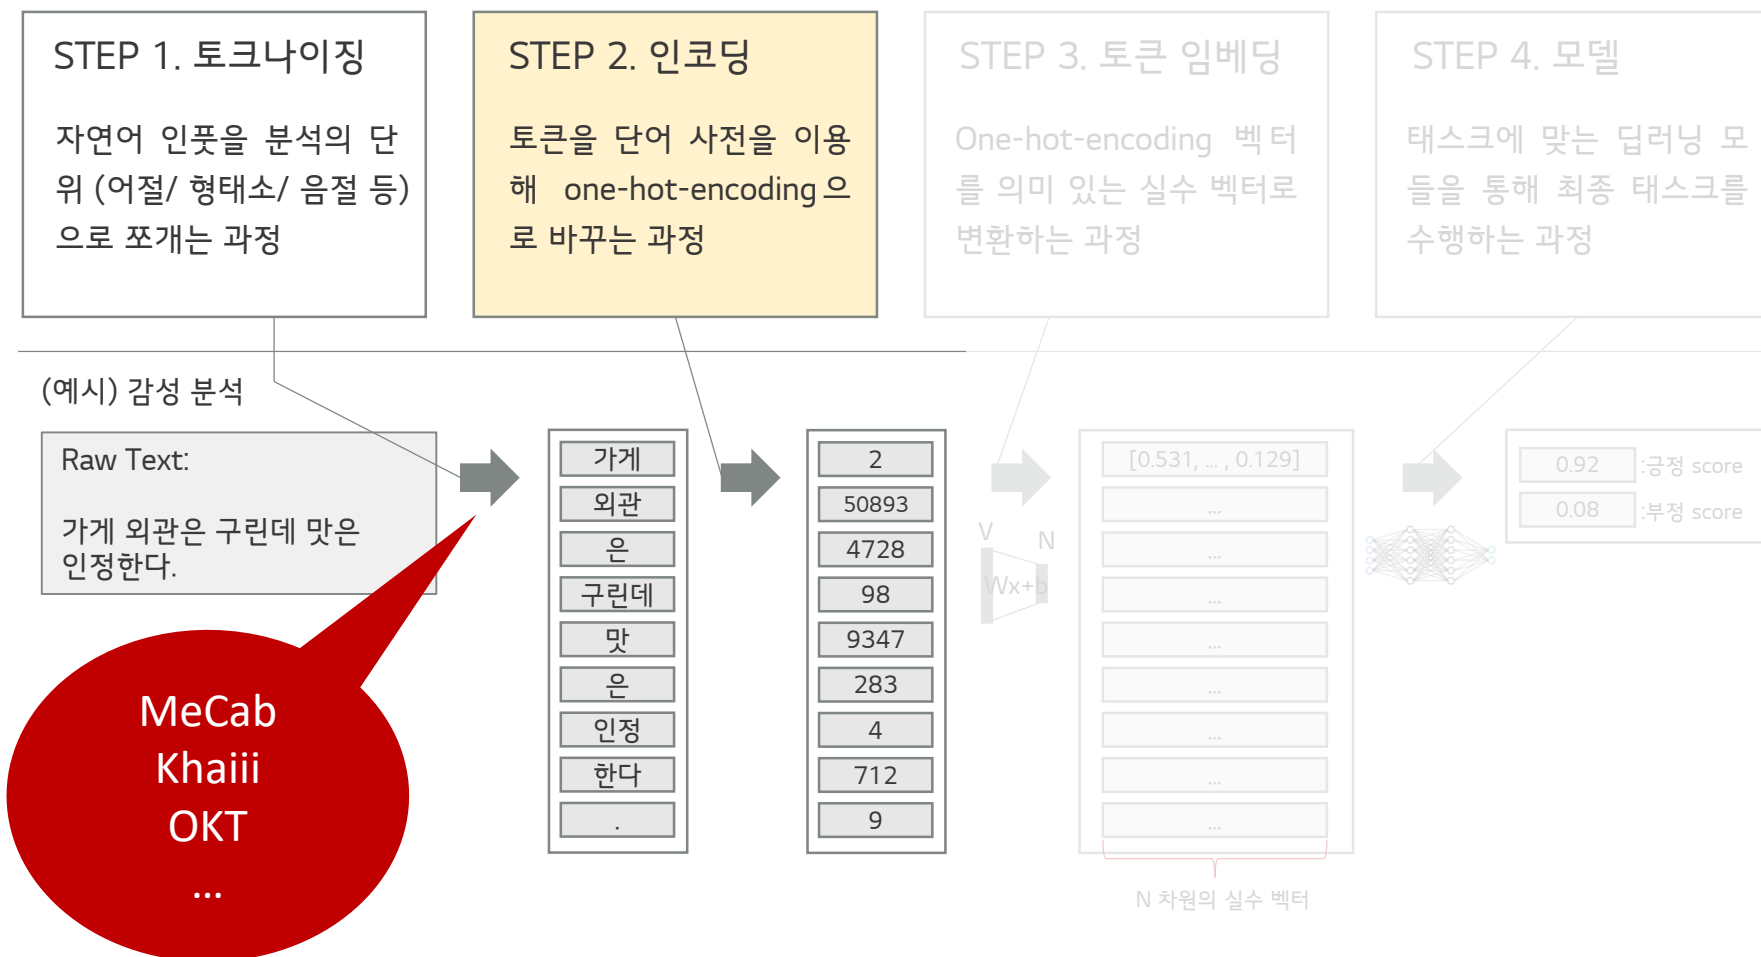 STEP 1. 토크나이징
자연어 인풋을 분석의 단
위 (어절/ 형태소/ 음절 등)
으로 쪼개는 과정
STEP 2. 인코딩
토큰을 단어 사전을 이용
해 one-hot-encoding으
로 바꾸는 과정
STEP 3. 토큰 임베딩
One-hot-encoding 벡터
를 의미 있는 실수 벡터로
변환하는 과정
STEP 4. 모델
태스크에 맞는 딥러닝 모
들을 통해 최종 태스크를
수행하는 과정
(예시) 감성 분석
Raw Text:
가게 외관은 구린데 맛은
인정한다.
MeCab
Khaiii
OKT
...
가게
외관
은
구린데
맛
은
인정
한다
.
2
50893
4728
98
9347
283
4
712
9
V
N
Wx+b
[0.531, ... , 0.129]
...
...
...
...
...
...
...
...
N 차원의 실수 벡터
0.92 :긍정 score
0.08 :부정 score